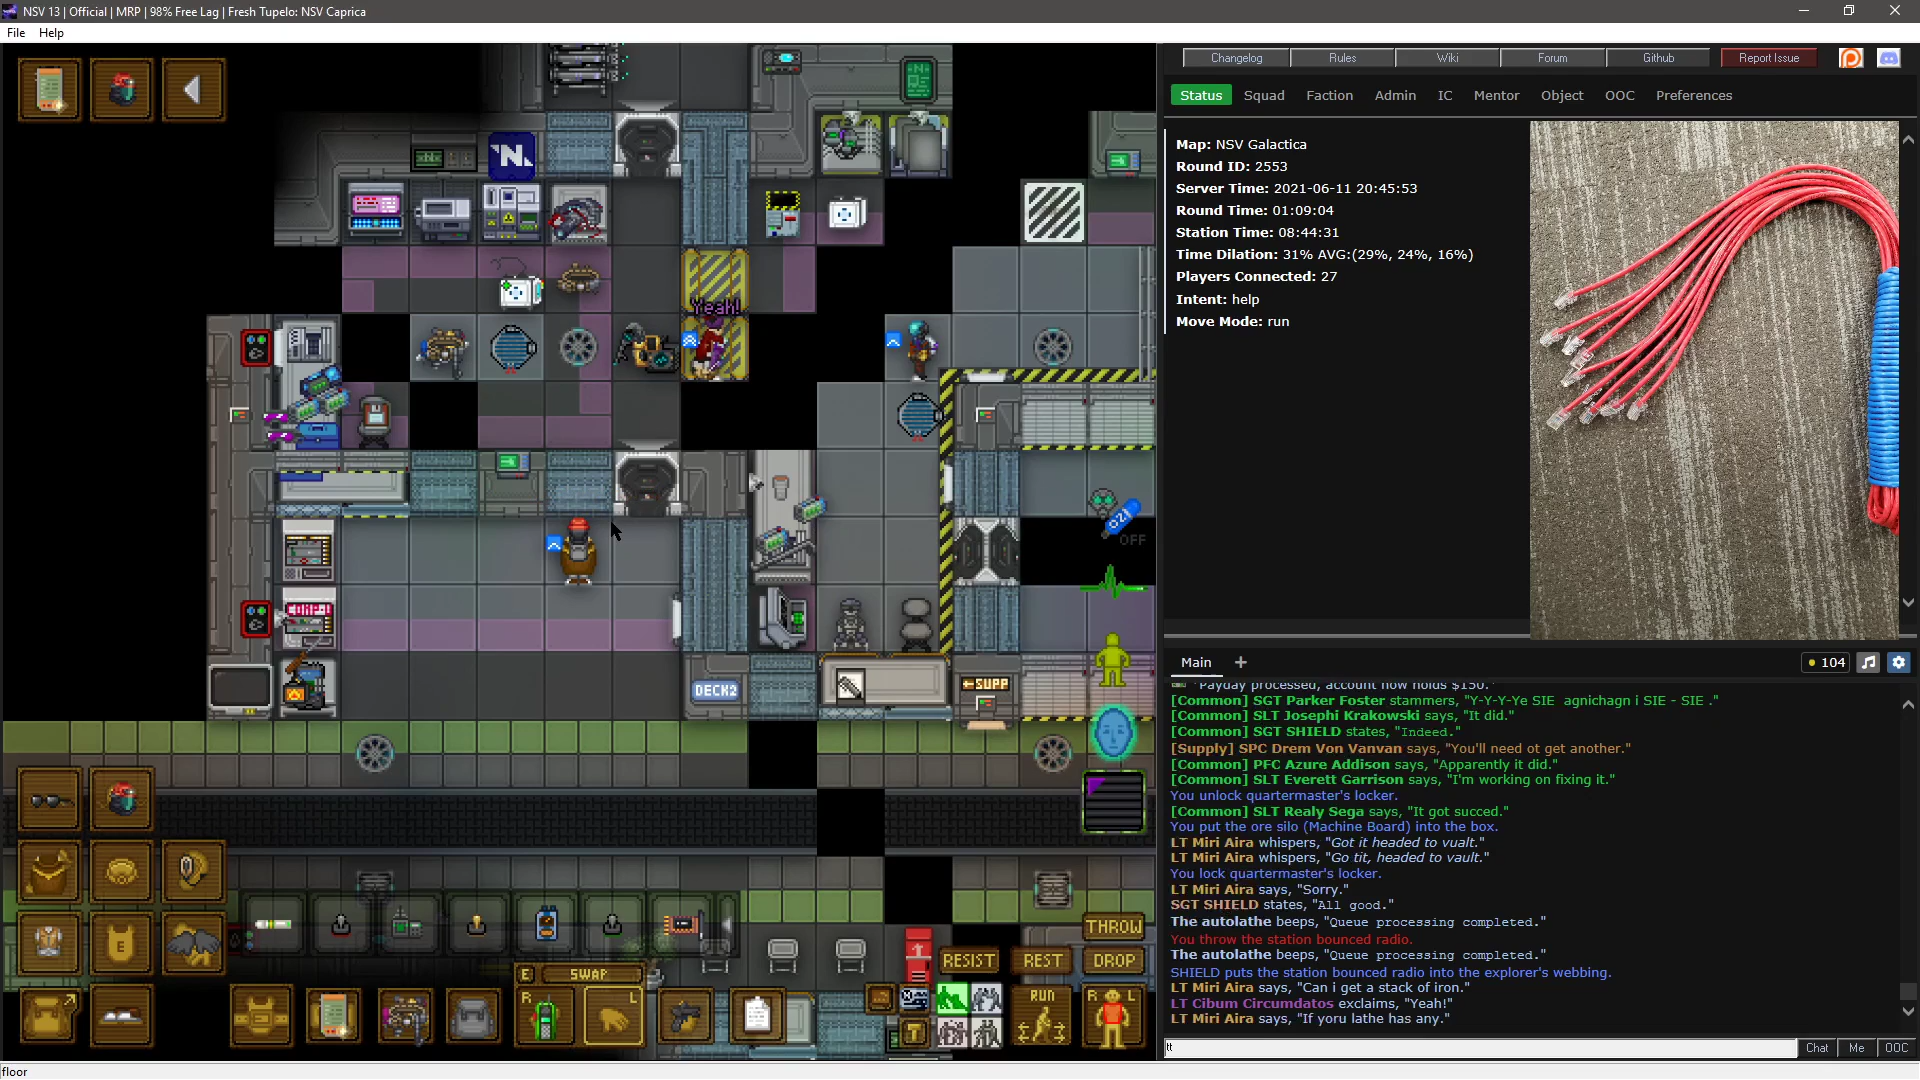 NSV 13 | Official | MRP | 98% Free Lag | Fresh Tupelo: NSV Caprica
File Help
Changelog Rules Wiki Forum Github Report Issue
Status Squad Faction Admin IC Mentor Object OOC Preferences
Map: NSV Galactica
Round ID: 2553
Server Time: 2021-06-11 20:45:53
Round Time: 01:09:04
Station Time: 08:44:31
Time Dilation: 31% AVG:(29%, 24%, 16%)
Players Connected: 27
Intent: help
Move Mode: run
N
Yeah!
O21
OFF
DECK2
←SUPP
THROW
RESIST REST DROP
E SWAP
R L
RUN
R L
E
T
Main + 104
Payday processed, account now holds $150."
[Common] SGT Parker Foster stammers, "Y-Y-Y-Ye SIE agnichagn i SIE - SIE ."
[Common] SLT Josephi Krakowski says, "It did."
[Common] SGT SHIELD states, "Indeed."
[Supply] SPC Drem Von Vanvan says, "You'll need ot get another."
[Common] PFC Azure Addison says, "Apparently it did."
[Common] SLT Everett Garrison says, "I'm working on fixing it."
You unlock quartermaster's locker.
[Common] SLT Realy Sega says, "It got succed."
You put the ore silo (Machine Board) into the box.
LT Miri Aira whispers, "Got it headed to vualt."
LT Miri Aira whispers, "Go tit, headed to vault."
You lock quartermaster's locker.
LT Miri Aira says, "Sorry."
SGT SHIELD states, "All good."
The autolathe beeps, "Queue processing completed."
You throw the station bounced radio.
The autolathe beeps, "Queue processing completed."
SHIELD puts the station bounced radio into the explorer's webbing.
LT Miri Aira says, "Can i get a stack of iron."
LT Cibum Circumdatos exclaims, "Yeah!"
LT Miri Aira says, "If yoru lathe has any."
tt
Chat Me OOC
floor